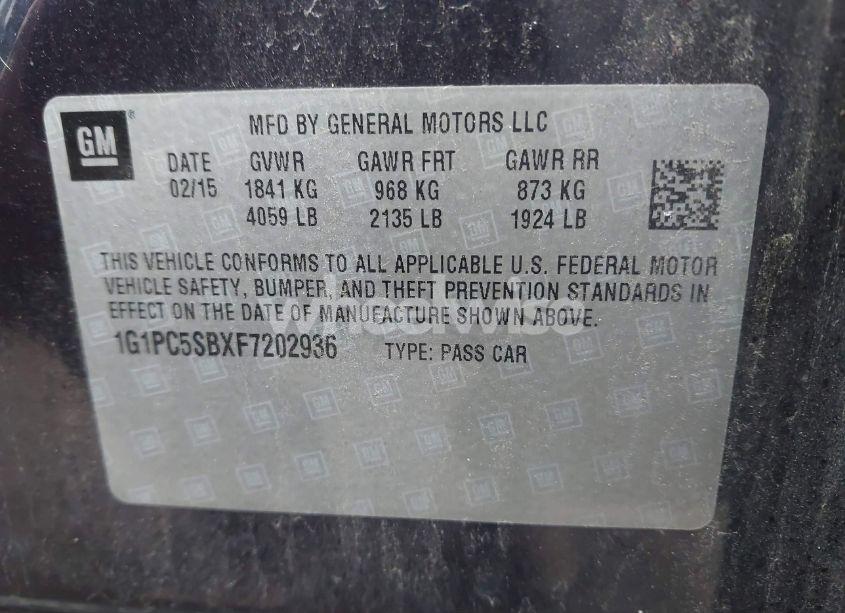 GM
MFD BY GENERAL MOTORS LLC
DATE GVWR GAWR FRT GAWR RR
02/15 1841 KG 968 KG 873 KG
4059 LB 2135 LB 1924 LB
THIS VEHICLE CONFORMS TO ALL APPLICABLE U.S. FEDERAL MOTOR
VEHICLE SAFETY, BUMPER, AND THEFT PREVENTION STANDARDS IN
EFFECT ON THE DATE OF MANUFACTURE SHOWN ABOVE.
1G1PC5SBXF7202936 TYPE: PASS CAR